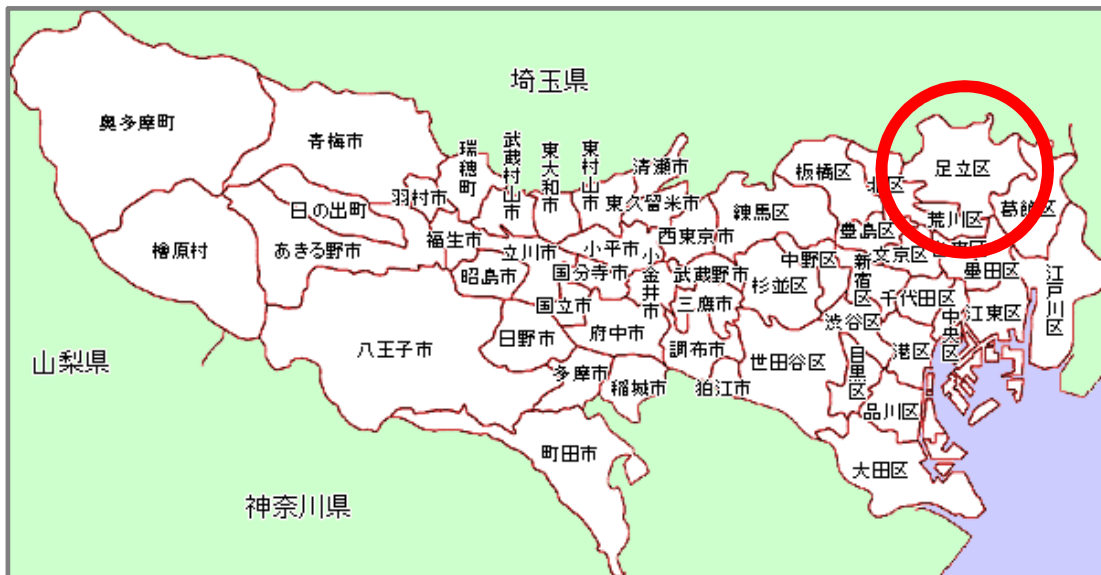 埼玉県
奥多摩町
青梅市
瑞穂町
武蔵村山市
東大和市
東村山市
清瀬市
板橋区
北区
足立区
羽村市
日の出町
東久留米市
練馬区
葛飾区
荒川区
豊島区
檜原村
あきる野市
福生市
立川市
小平市
西東京市
文京区
台東区
昭島市
国分寺市
小金井市
武蔵野市
中野区
新宿区
墨田区
江戸川区
杉並区
国立市
三鷹市
千代田区
中央区
江東区
渋谷区
日野市
府中市
八王子市
調布市
世田谷区
目黒区
港区
山梨県
多摩市
稲城市
狛江市
品川区
町田市
大田区
神奈川県